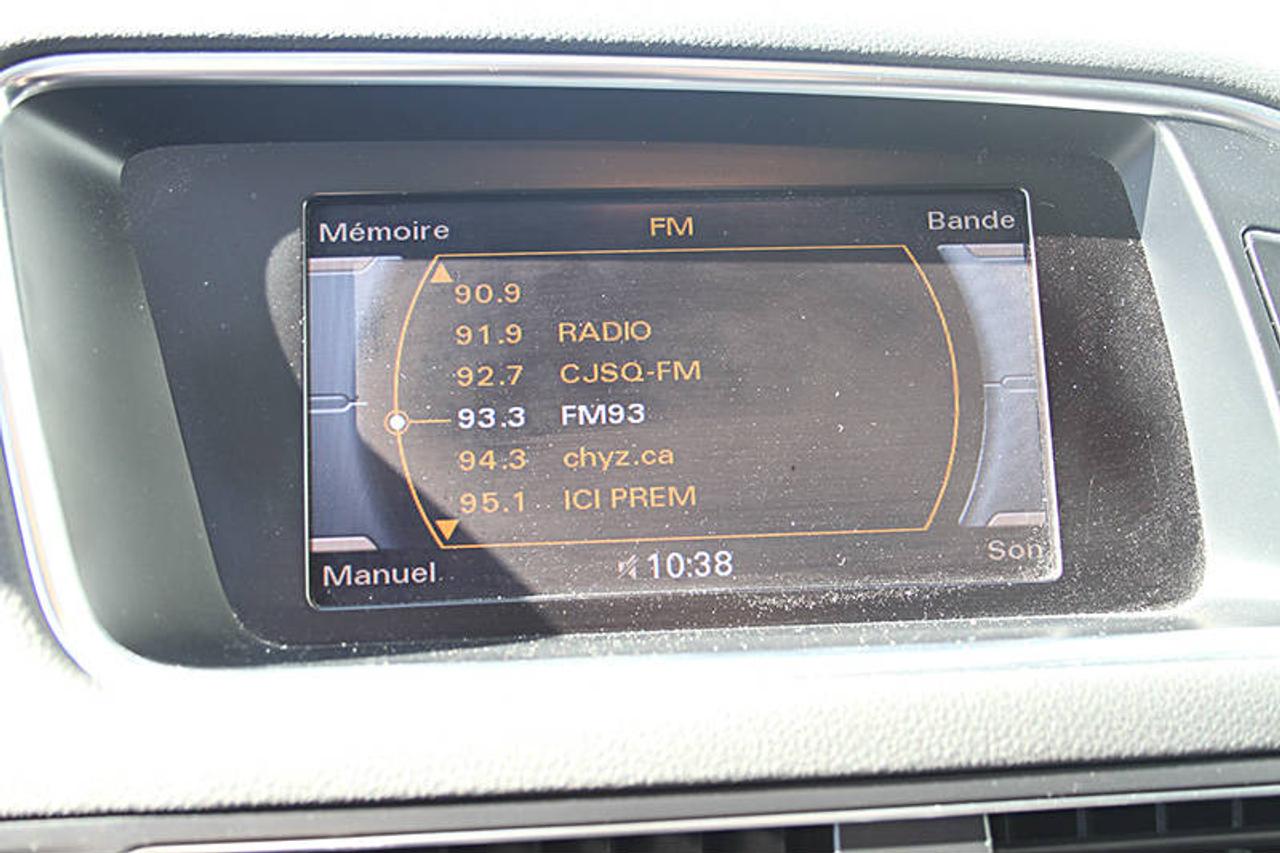 Mémoire FM Bande
90.9
91.9 RADIO
92.7 CJSQ-FM
93.3 FM93
94.3 chyz.ca
95.1 ICI PREM
Manuel 10:38 Son